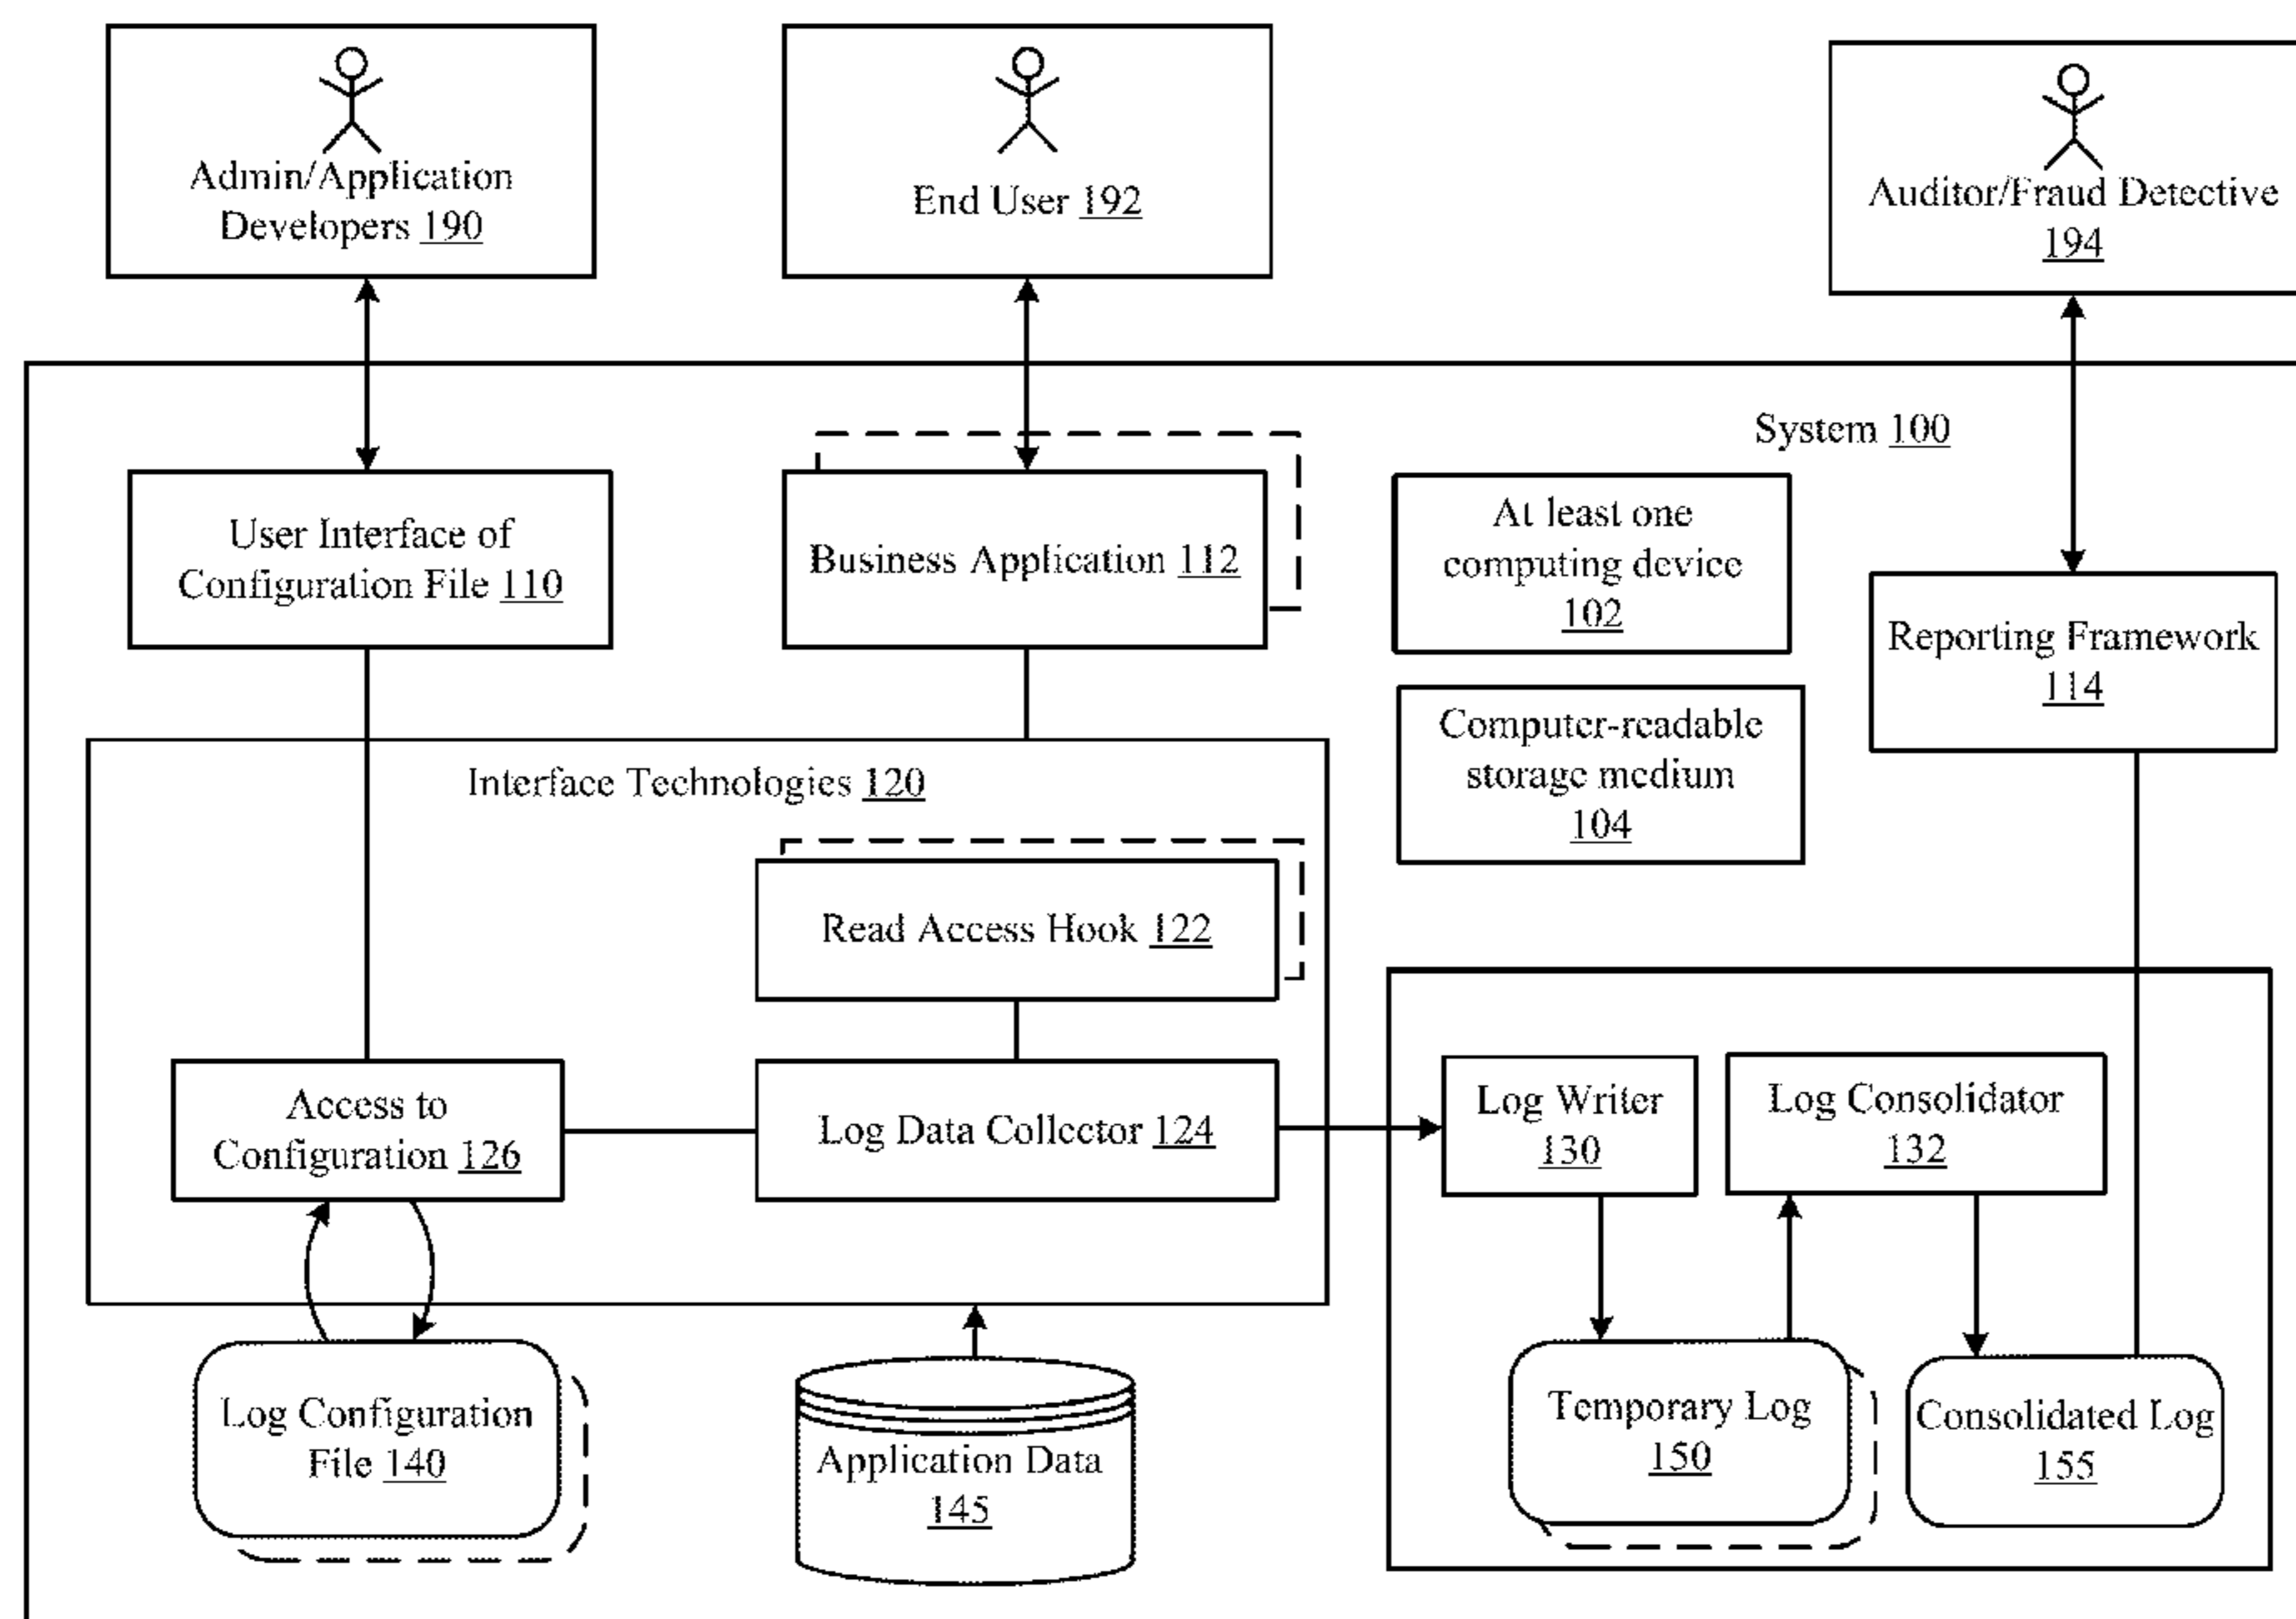 Admin/Application
Developers 190
End User 192
Auditor/Fraud Detective
194
System 100
User Interface of
Configuration File 110
Business Application 112
At least one
computing device
102
Reporting Framework
114
Computer-readable
storage medium
104
Interface Technologies 120
Read Access Hook 122
Access to
Configuration 126
Log Data Collector 124
Log Writer
130
Log Consolidator
132
Log Configuration
File 140
Application Data
145
Temporary Log
150
Consolidated Log
155